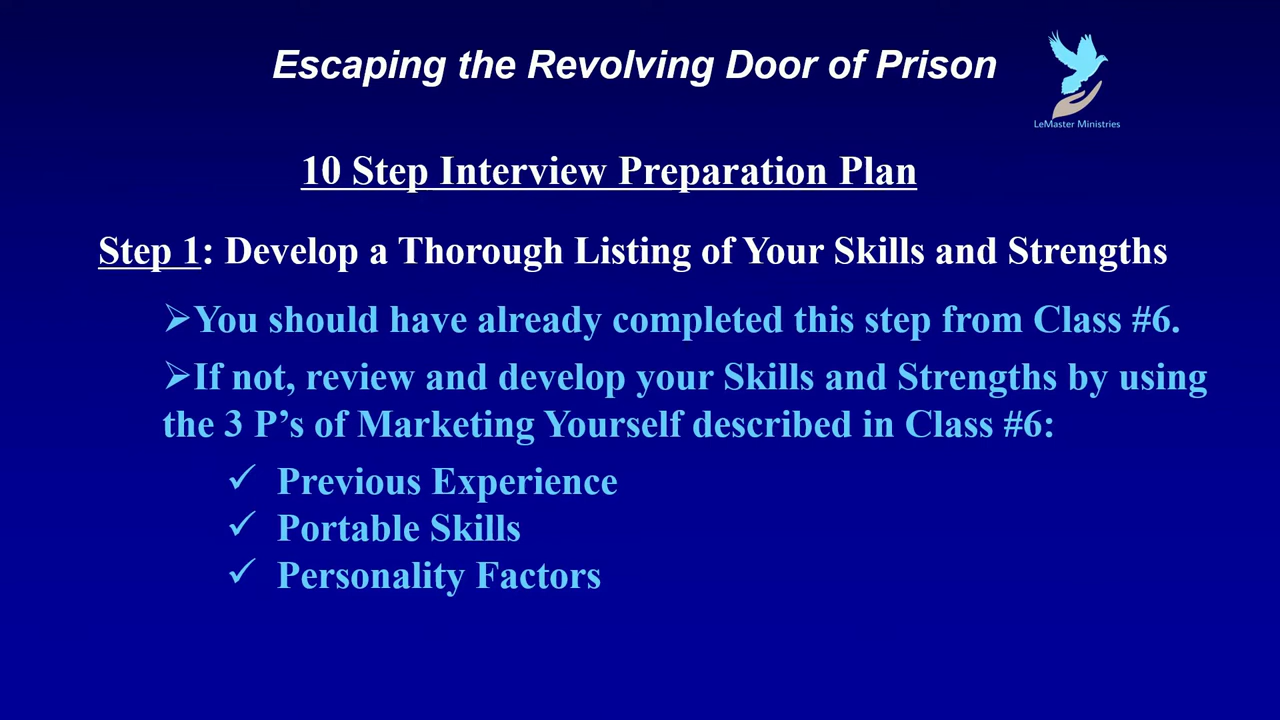 Escaping the Revolving Door of Prison
LeMaster Ministries
10 Step Interview Preparation Plan
Step 1: Develop a Thorough Listing of Your Skills and Strengths
➢You should have already completed this step from Class #6.
➢If not, review and develop your Skills and Strengths by using
the 3 P’s of Marketing Yourself described in Class #6:
✓ Previous Experience
✓ Portable Skills
✓ Personality Factors